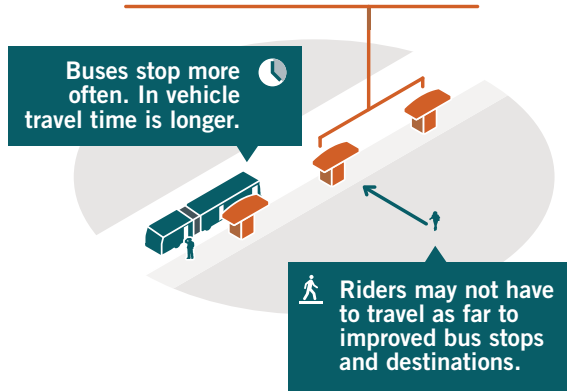 Buses stop more
often. In vehicle
travel time is longer.
Riders may not have
to travel as far to
improved bus stops
and destinations.